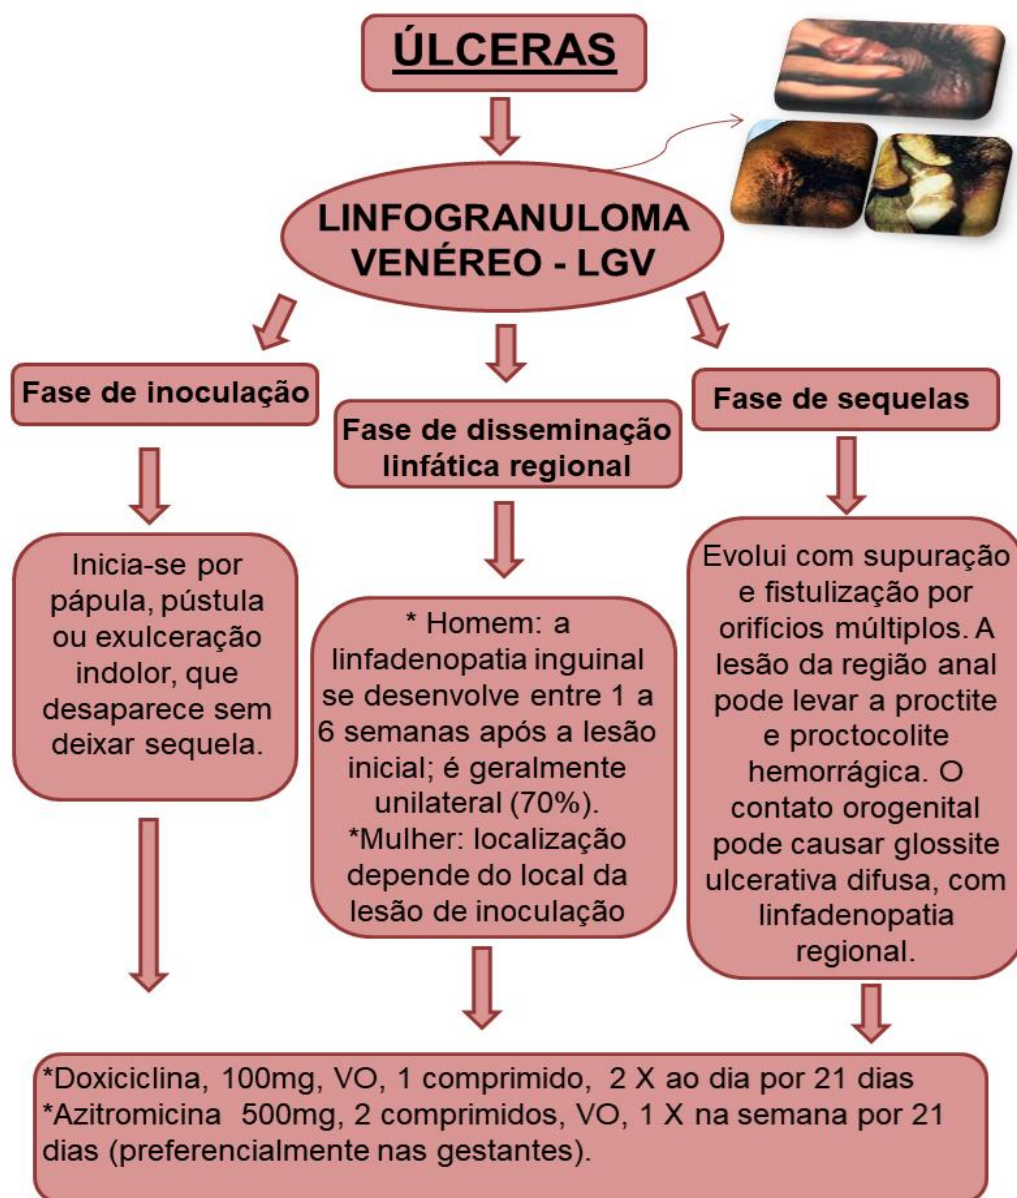 ÚLCERAS
LINFOGRANULOMA
VENÉREO - LGV
Fase de inoculação
Inicia-se por
pápula, pústula
ou exulceração
indolor, que
desaparece sem
deixar sequela.
Fase de disseminação
linfática regional
* Homem: a
linfadenopatia inguinal
se desenvolve entre 1 a
6 semanas após a lesão
inicial; é geralmente
unilateral (70%).
*Mulher: localização
depende do local da
lesão de inoculação
Fase de sequelas
Evolui com supuração
e fistulização por
orifícios múltiplos. A
lesão da região anal
pode levar a proctite
e proctocolite
hemorrágica. O
contato orogenital
pode causar glossite
ulcerativa difusa, com
linfadenopatia
regional.
*Doxiciclina, 100mg, VO, 1 comprimido, 2 X ao dia por 21 dias
*Azitromicina 500mg, 2 comprimidos, VO, 1 X na semana por 21
dias (preferencialmente nas gestantes).